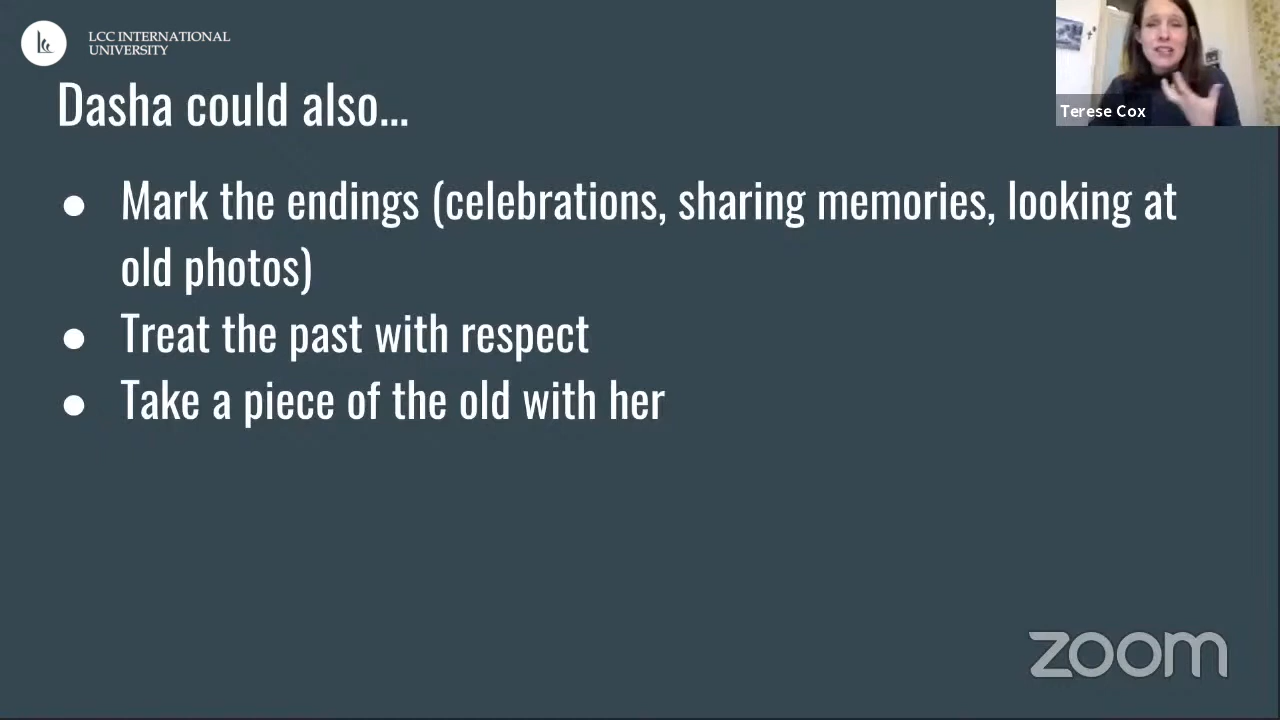 LCC INTERNATIONAL
UNIVERSITY
Terese Cox
Dasha could also...
● Mark the endings (celebrations, sharing memories, looking at
old photos)
● Treat the past with respect
● Take a piece of the old with her
zoom